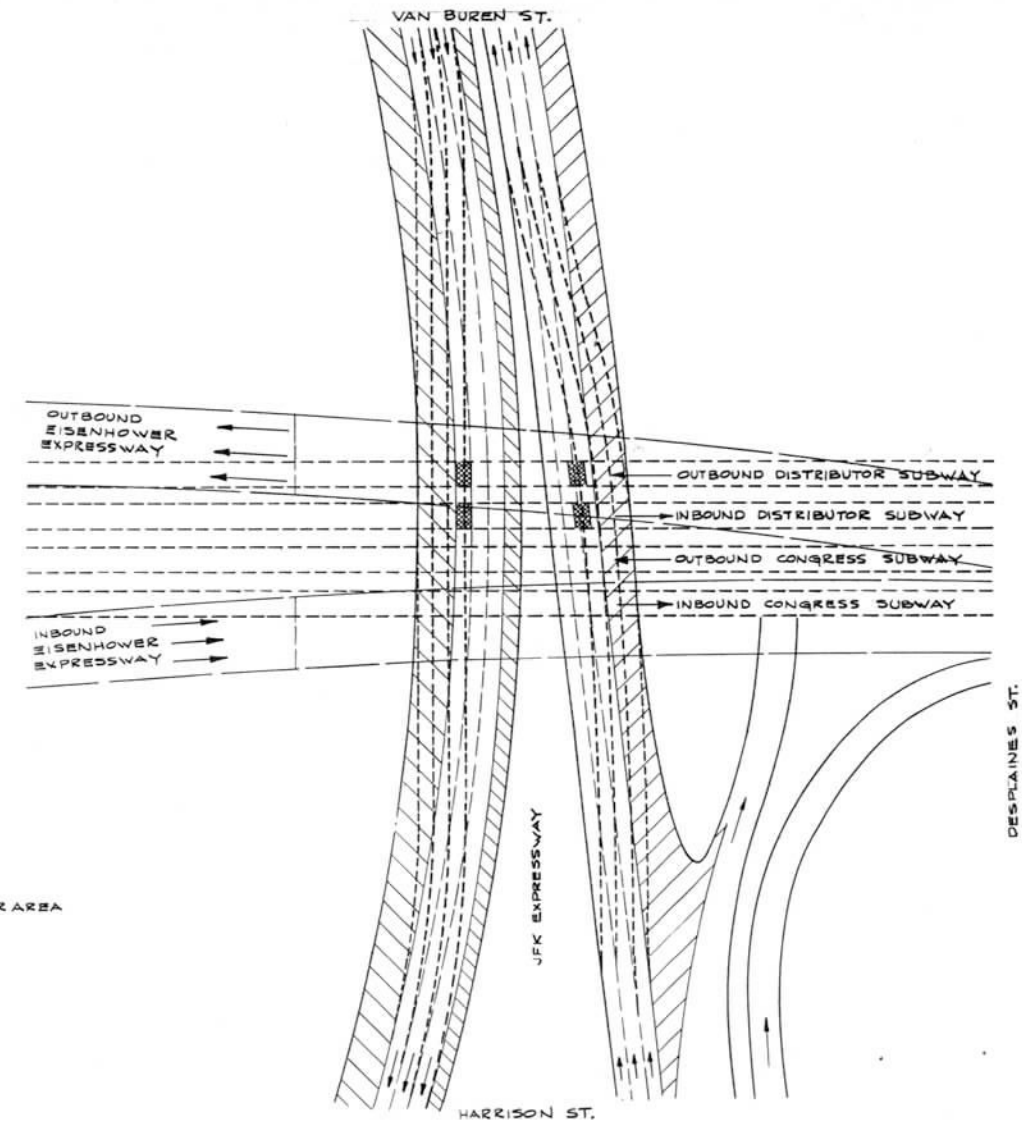 VAN BUREN ST.
OUTBOUND
EISENHOWER
EXPRESSWAY
OUTBOUND DISTRIBUTOR SUBWAY
INBOUND DISTRIBUTOR SUBWAY
OUTBOUND CONGRESS SUBWAY
INBOUND CONGRESS SUBWAY
INBOUND
EISENHOWER
EXPRESSWAY
DESPLAINES ST.
JFK EXPRESSWAY
R AREA
HARRISON ST.